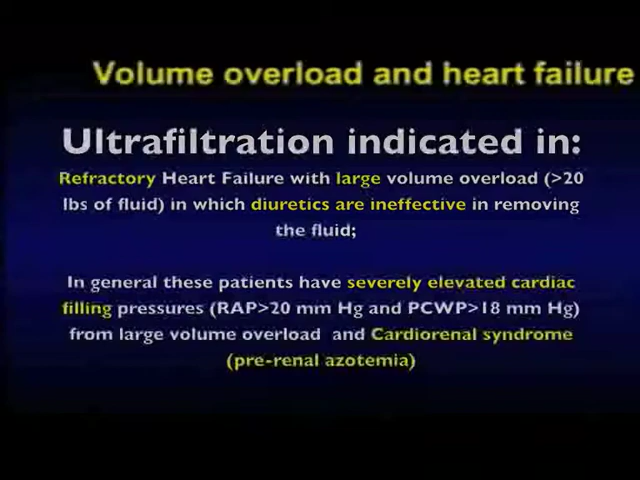 Volume overload and heart failure
Ultrafiltration indicated in:
Refractory Heart Failure with large volume overload (>20
lbs of fluid) in which diuretics are ineffective in removing
the fluid;
In general these patients have severely elevated cardiac
filling pressures (RAP>20 mm Hg and PCWP>18 mm Hg)
from large volume overload and Cardiorenal syndrome
(pre-renal azotemia)